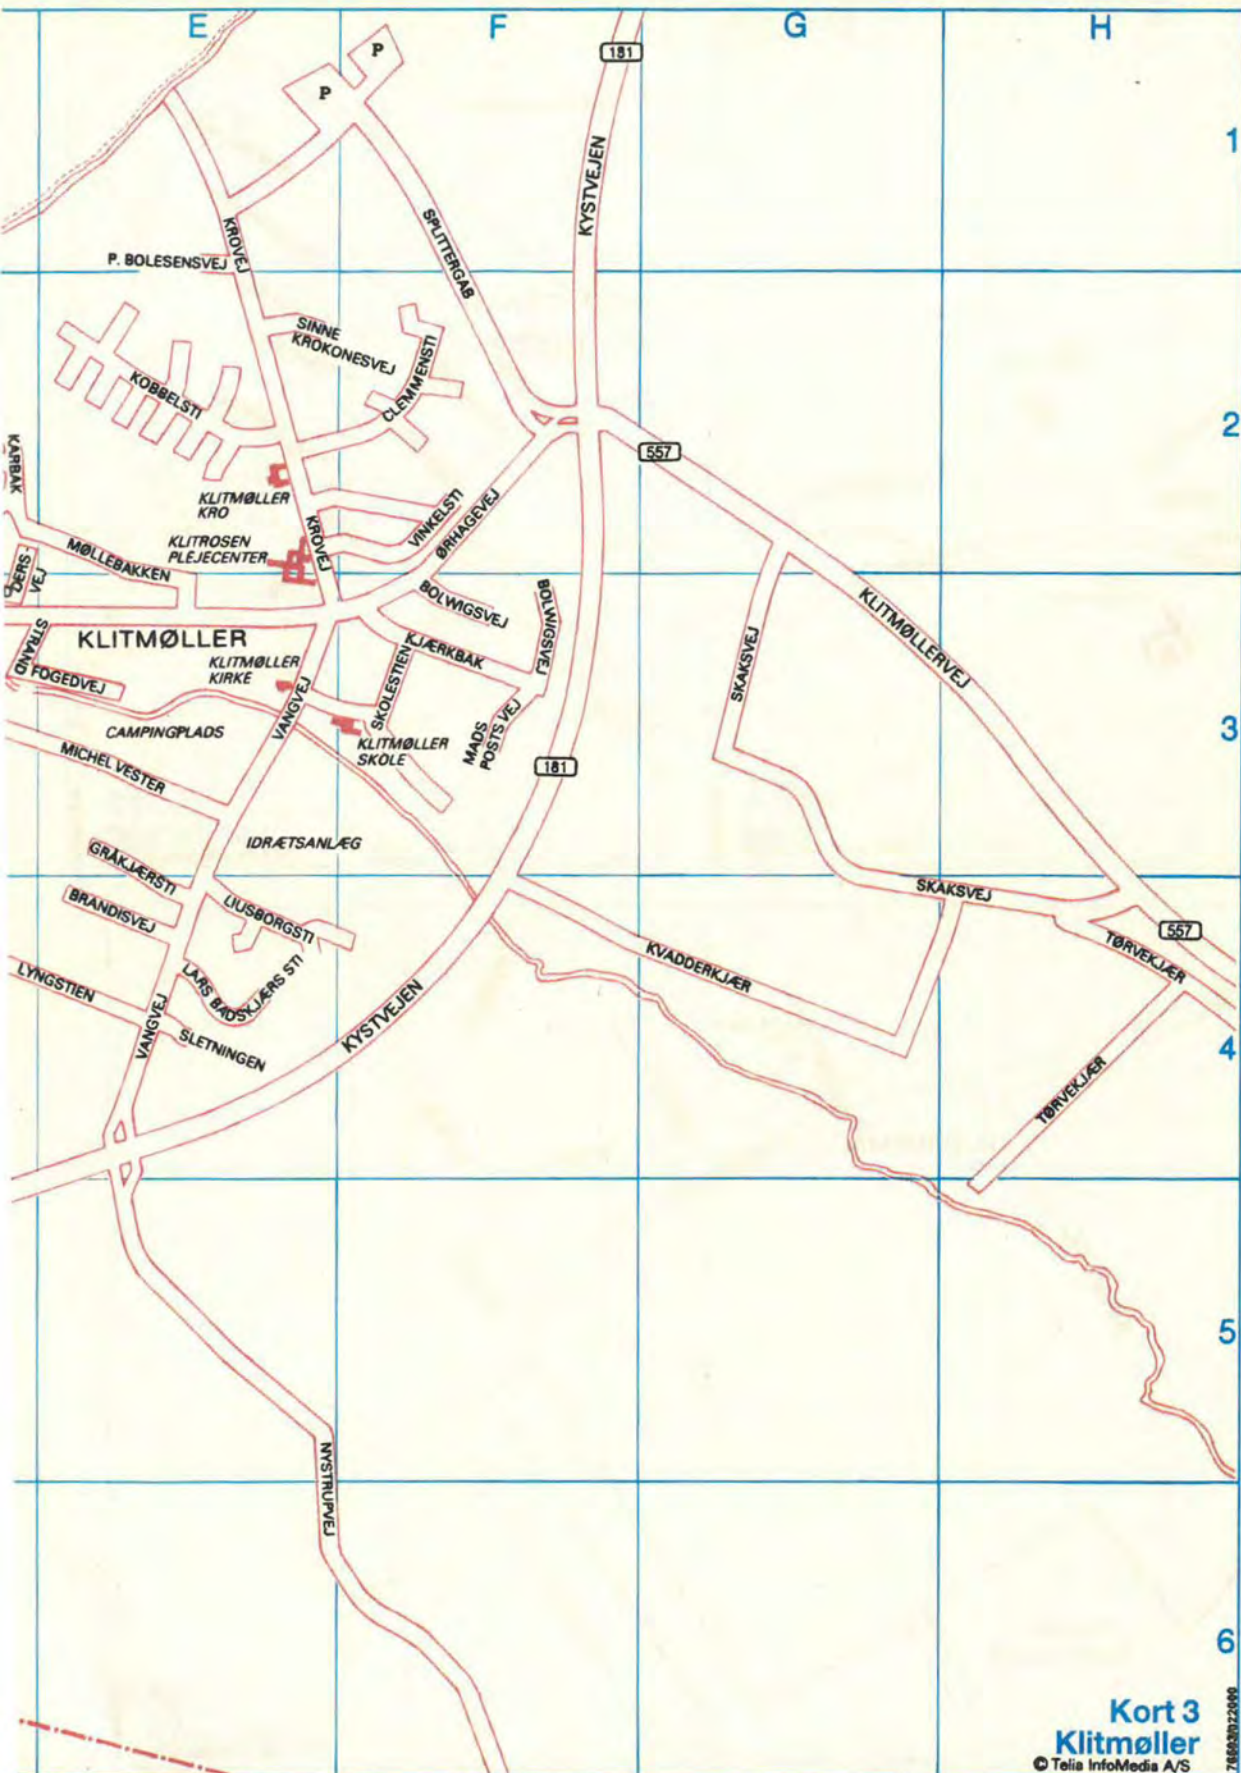 E
F
G
H
P
P
181
1
KYSTVEJEN
SPLITTERGAB
KROVEJ
P. BOLESENSVEJ
SINNE
KROKONESVEJ
CLEMMENSTI
KOBBELSTI
2
557
KARBAK
KLITMØLLER
KRO
VINKELSTI
ØRHAGEVEJ
KROVEJ
KLITROSEN
PLEJECENTER
MØLLEBAKKEN
DERS-
VEJ
BOLWIGSVEJ
BOLWIGSVEJ
KLITMØLLERVEJ
STRAND
KLITMØLLER
KJÆRKBAK
SKAKSVEJ
KLITMØLLER
KIRKE
FOGEDVEJ
SKOLESTIEN
VANGVEJ
CAMPINGPLADS
MADS
POSTS VEJ
3
KLITMØLLER
SKOLE
MICHEL VESTER
181
IDRÆTSANLÆG
GRÅKJÆRSTI
SKAKSVEJ
BRANDISVEJ
LIUSBORGSTI
557
TØRVEKJÆR
KVADDERKJÆR
LYNGSTIEN
LARS BADSKJÆRS STI
KYSTVEJEN
VANGVEJ
SLETNINGEN
4
TØRVEKJÆR
5
NYSTRUPVEJ
6
Kort 3
Klitmøller
© Telia InfoMedia A/S